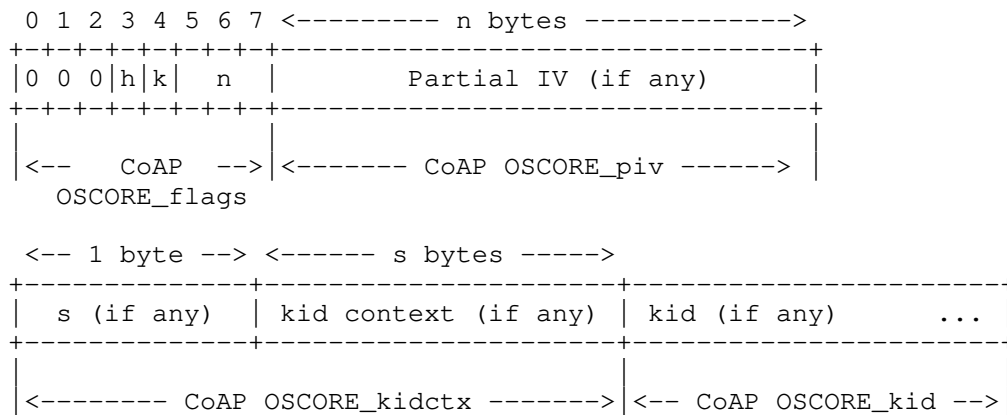 0 1 2 3 4 5 6 7 <--------- n bytes ------------->
+-+-+-+-+-+-+-+-+---------------------------------+
|0 0 0|h|k|  n  |        Partial IV (if any)      |
+-+-+-+-+-+-+-+-+---------------------------------+
|               |                                 |
|<--   CoAP  -->|<------- CoAP OSCORE_piv ------> |
   OSCORE_flags
 <-- 1 byte --> <------ s bytes ----->
+--------------+----------------------+-----------------------+
|  s (if any)  | kid context (if any) | kid (if any)      ...
+--------------+----------------------+-----------------------+
|                                     |                       |
|<-------- CoAP OSCORE_kidctx ------->|<-- CoAP OSCORE_kid -->